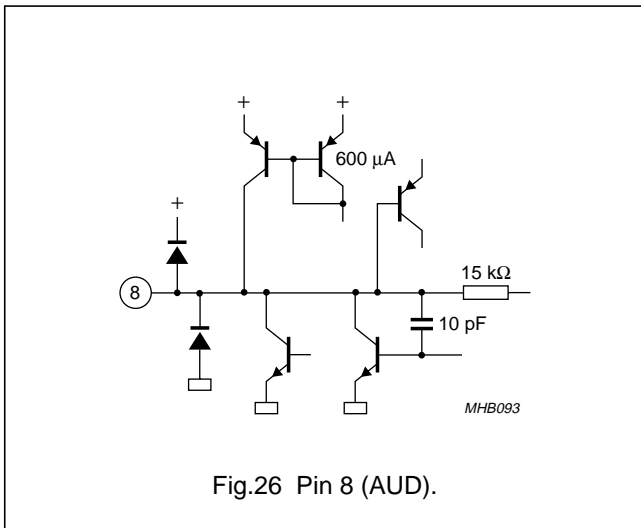 + +
600 μA
+
15 kΩ
8
10 pF
MHB093
Fig.26 Pin 8 (AUD).